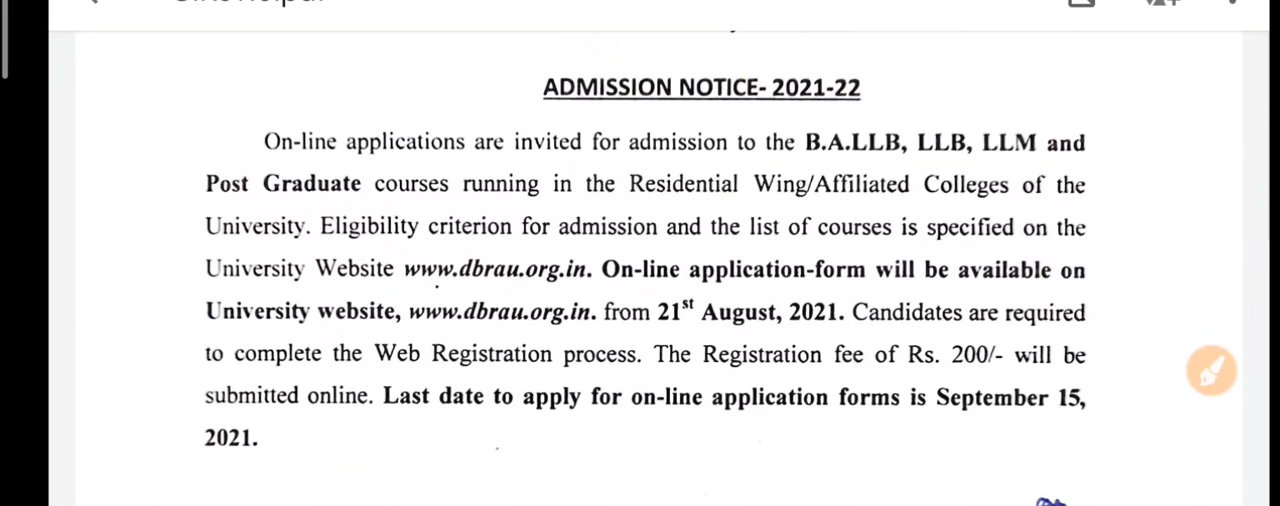 ADMISSION NOTICE- 2021-22
On-line applications are invited for admission to the B.A.LLB, LLB, LLM and
Post Graduate courses running in the Residential Wing/Affiliated Colleges of the
University. Eligibility criterion for admission and the list of courses is specified on the
University Website www.dbrau.org.in. On-line application-form will be available on
University website, www.dbrau.org.in. from 21st August, 2021. Candidates are required
to complete the Web Registration process. The Registration fee of Rs. 200/- will be
submitted online. Last date to apply for on-line application forms is September 15,
2021.